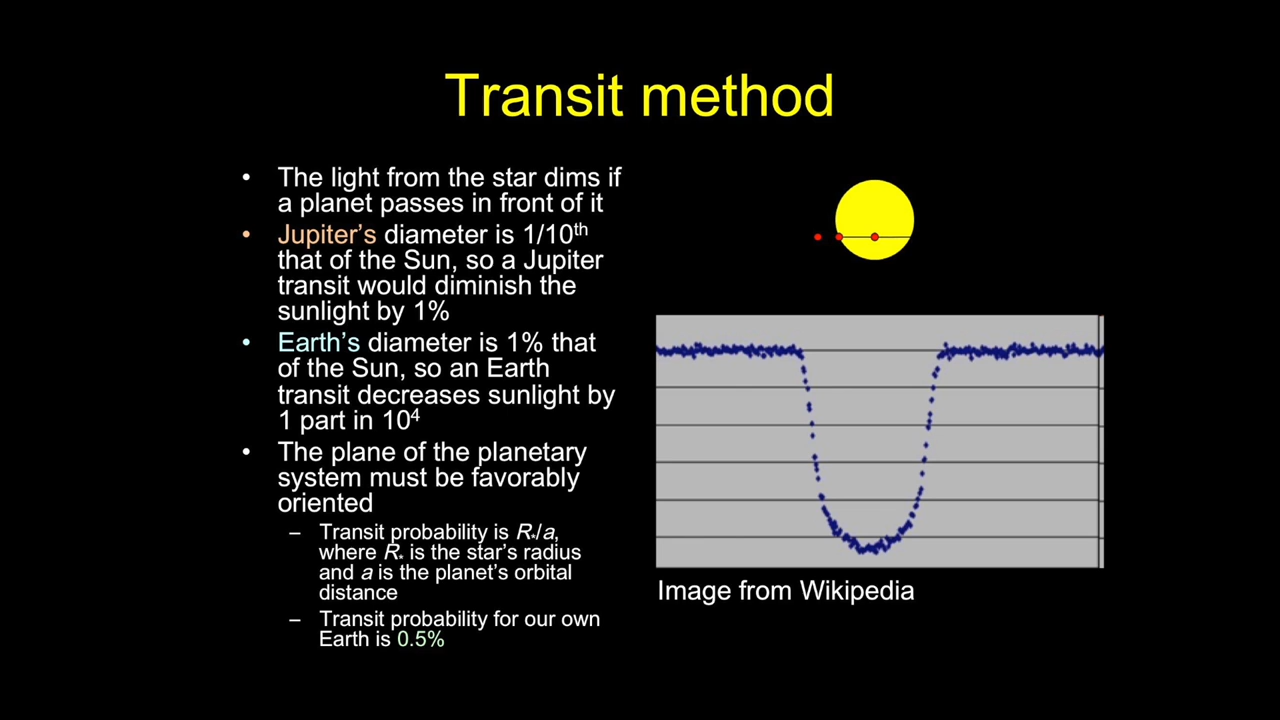 Transit method
• The light from the star dims if
a planet passes in front of it
• Jupiter's diameter is 1/10th
that of the Sun, so a Jupiter
transit would diminish the
sunlight by 1%
• Earth's diameter is 1% that
of the Sun, so an Earth
transit decreases sunlight by
1 part in 10⁴
• The plane of the planetary
system must be favorably
oriented
– Transit probability is R*/a,
where R* is the star's radius
and a is the planet's orbital
distance
– Transit probability for our own
Earth is 0.5%
Image from Wikipedia